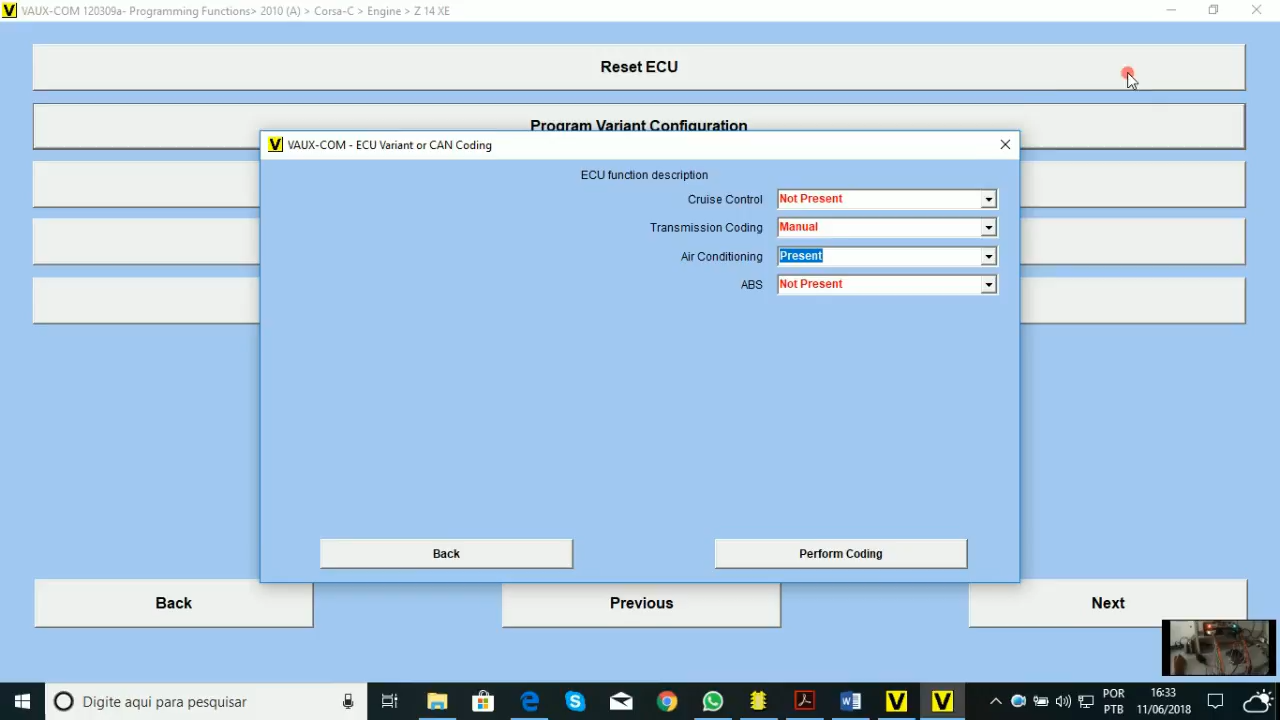 VAUX-COM 120309a- Programming Functions> 2010 (A) > Corsa-C > Engine > Z 14 XE
Reset ECU
Program Variant Configuration
VAUX-COM - ECU Variant or CAN Coding
ECU function description
Cruise Control Not Present
Transmission Coding Manual
Air Conditioning Present
ABS Not Present
Back Perform Coding
Back Previous Next
Digite aqui para pesquisar
POR 16:33
PTB 11/06/2018